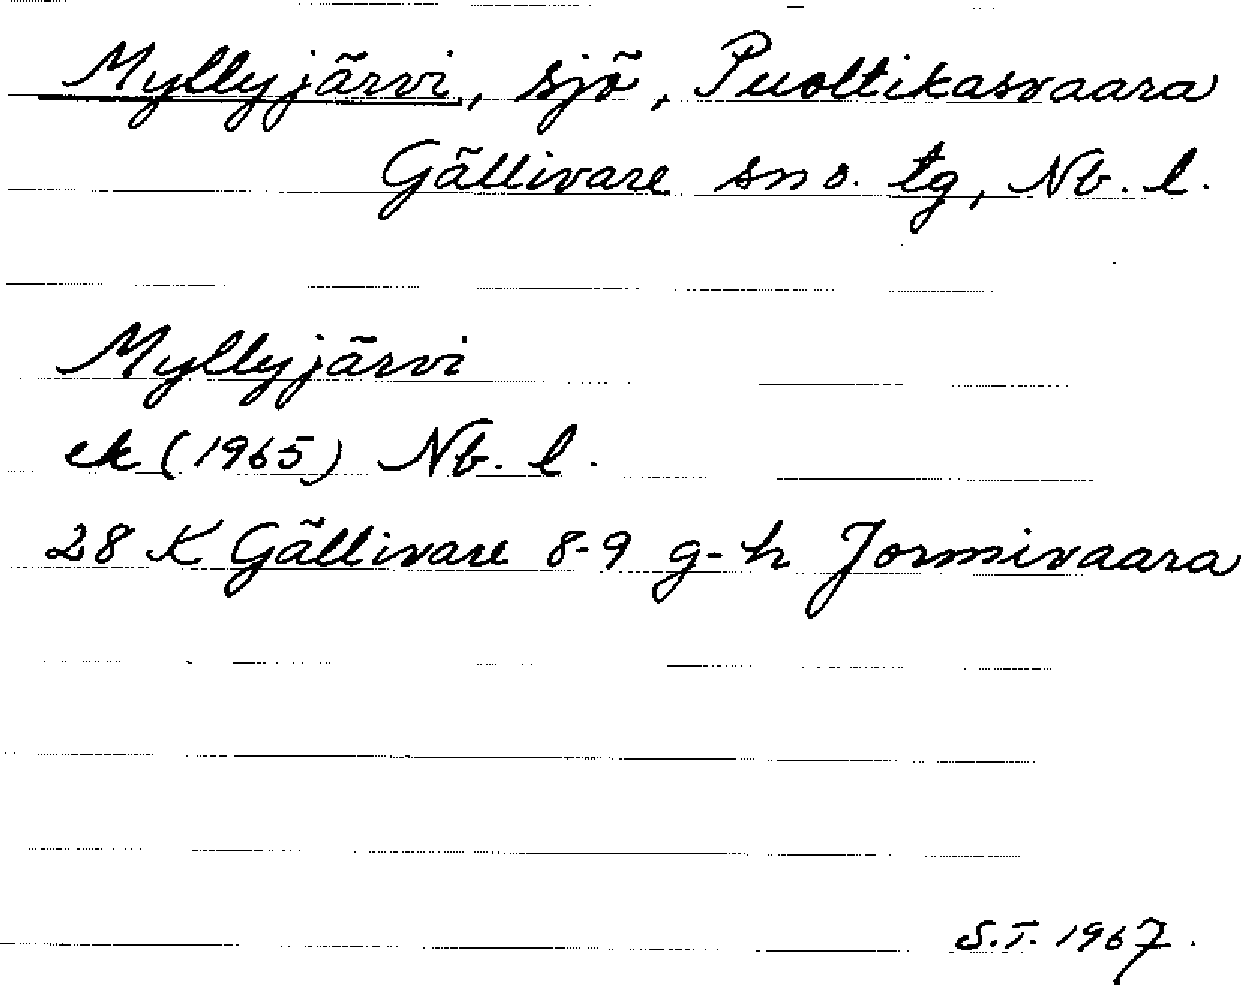 Myllyjärvi, sjö, Puoltikasvaara
Gällivare sn o. tg, Nb. l.
Myllyjärvi
ek (1965) Nb. l.
28 K Gällivare 8-9 g-h Jormivaara
S.T. 1967.